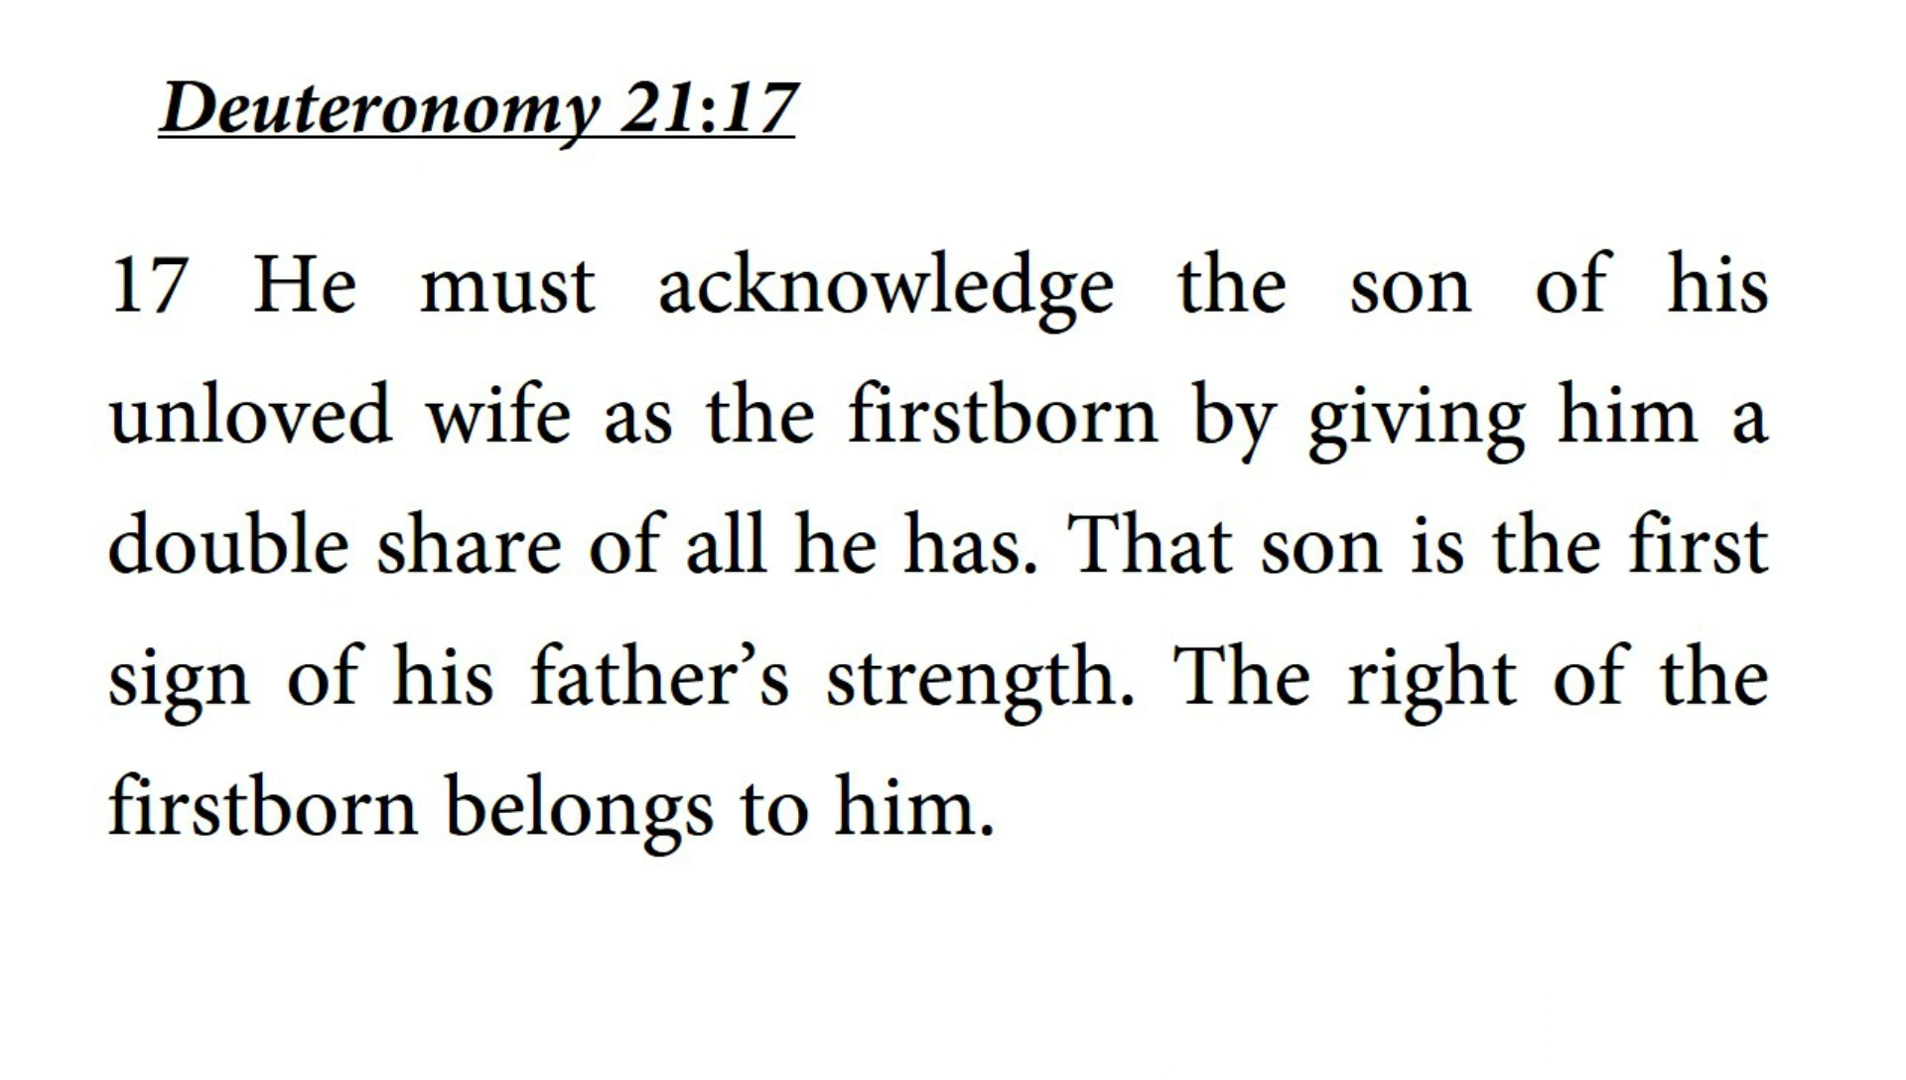 Deuteronomy 21:17
17 He must acknowledge the son of his
unloved wife as the firstborn by giving him a
double share of all he has. That son is the first
sign of his father’s strength. The right of the
firstborn belongs to him.